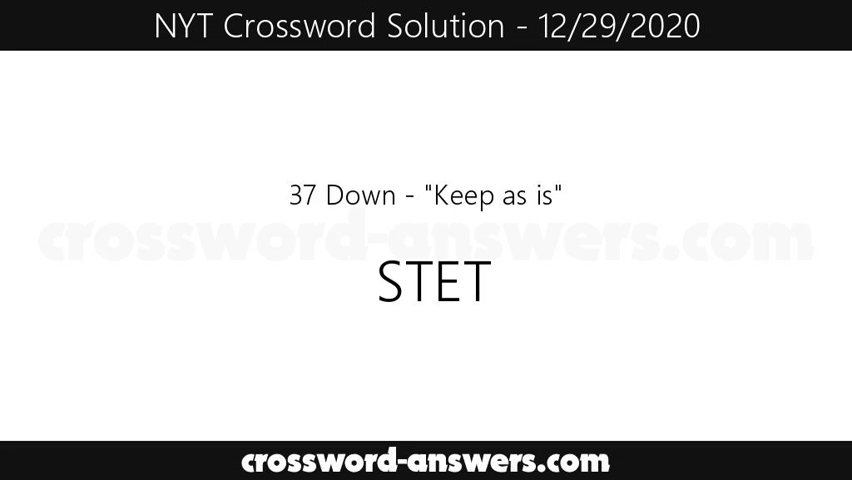 NYT Crossword Solution - 12/29/2020
37 Down - "Keep as is"
crossword-answers.com
STET
crossword-answers.com